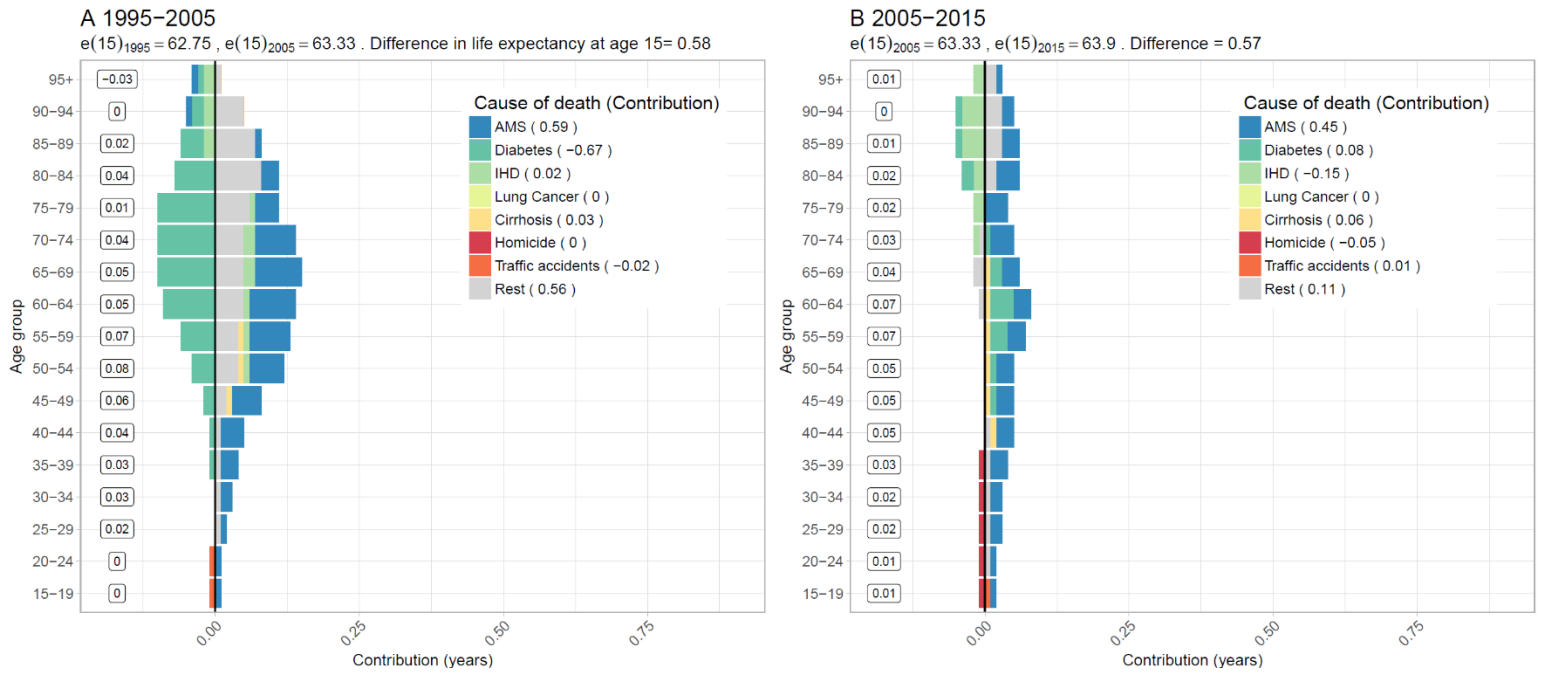 A 1995−2005
e(15)1995 = 62.75 , e(15)2005 = 63.33 . Difference in life expectancy at age 15= 0.58
Age group
95+
90−94
85−89
80−84
75−79
70−74
65−69
60−64
55−59
50−54
45−49
40−44
35−39
30−34
25−29
20−24
15−19
−0.03
0
0.02
0.04
0.01
0.04
0.05
0.05
0.07
0.08
0.06
0.04
0.03
0.03
0.02
0
0
Cause of death (Contribution)
AMS ( 0.59 )
Diabetes ( −0.67 )
IHD ( 0.02 )
Lung Cancer ( 0 )
Cirrhosis ( 0.03 )
Homicide ( 0 )
Traffic accidents ( −0.02 )
Rest ( 0.56 )
0.00
0.25
0.50
0.75
Contribution (years)
B 2005−2015
e(15)2005 = 63.33 , e(15)2015 = 63.9 . Difference = 0.57
Age group
95+
90−94
85−89
80−84
75−79
70−74
65−69
60−64
55−59
50−54
45−49
40−44
35−39
30−34
25−29
20−24
15−19
0.01
0
0.01
0.02
0.02
0.03
0.04
0.07
0.07
0.05
0.05
0.05
0.03
0.02
0.02
0.01
0.01
Cause of death (Contribution)
AMS ( 0.45 )
Diabetes ( 0.08 )
IHD ( −0.15 )
Lung Cancer ( 0 )
Cirrhosis ( 0.06 )
Homicide ( −0.05 )
Traffic accidents ( 0.01 )
Rest ( 0.11 )
0.00
0.25
0.50
0.75
Contribution (years)